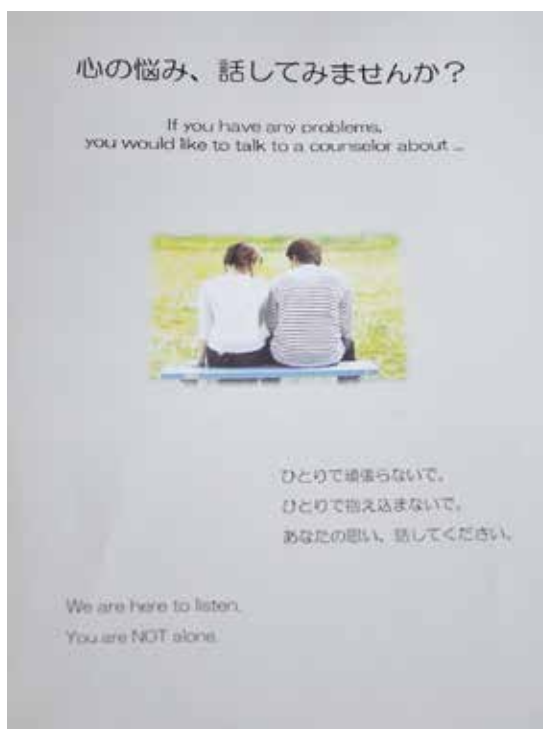 心の悩み、話してみませんか？
If you have any problems,
you would like to talk to a counselor about ...
ひとりで頑張らないで。
ひとりで抱え込まないで。
あなたの思い、話してください。
We are here to listen.
You are NOT alone.